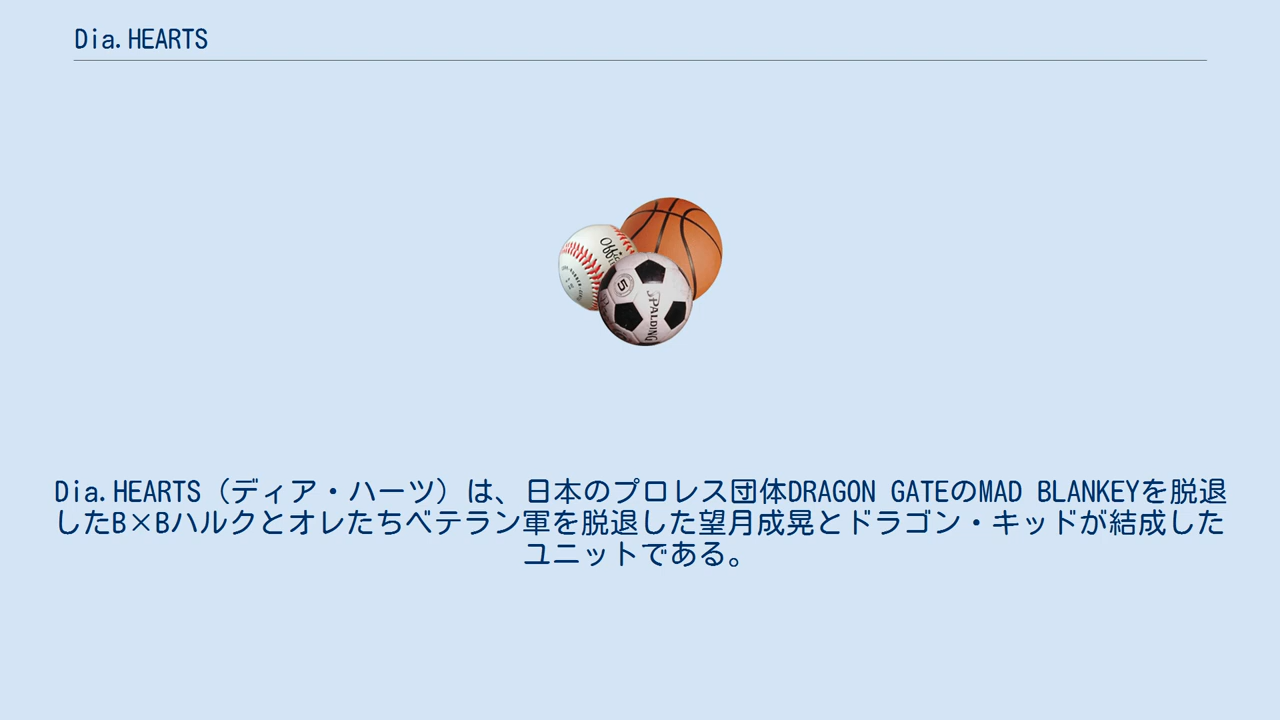 Dia.HEARTS
SPALDING
5
Dia.HEARTS（ディア・ハーツ）は、日本のプロレス団体DRAGON GATEのMAD BLANKEYを脱退
したB×Bハルクとオレたちベテラン軍を脱退した望月成晃とドラゴン・キッドが結成した
ユニットである。